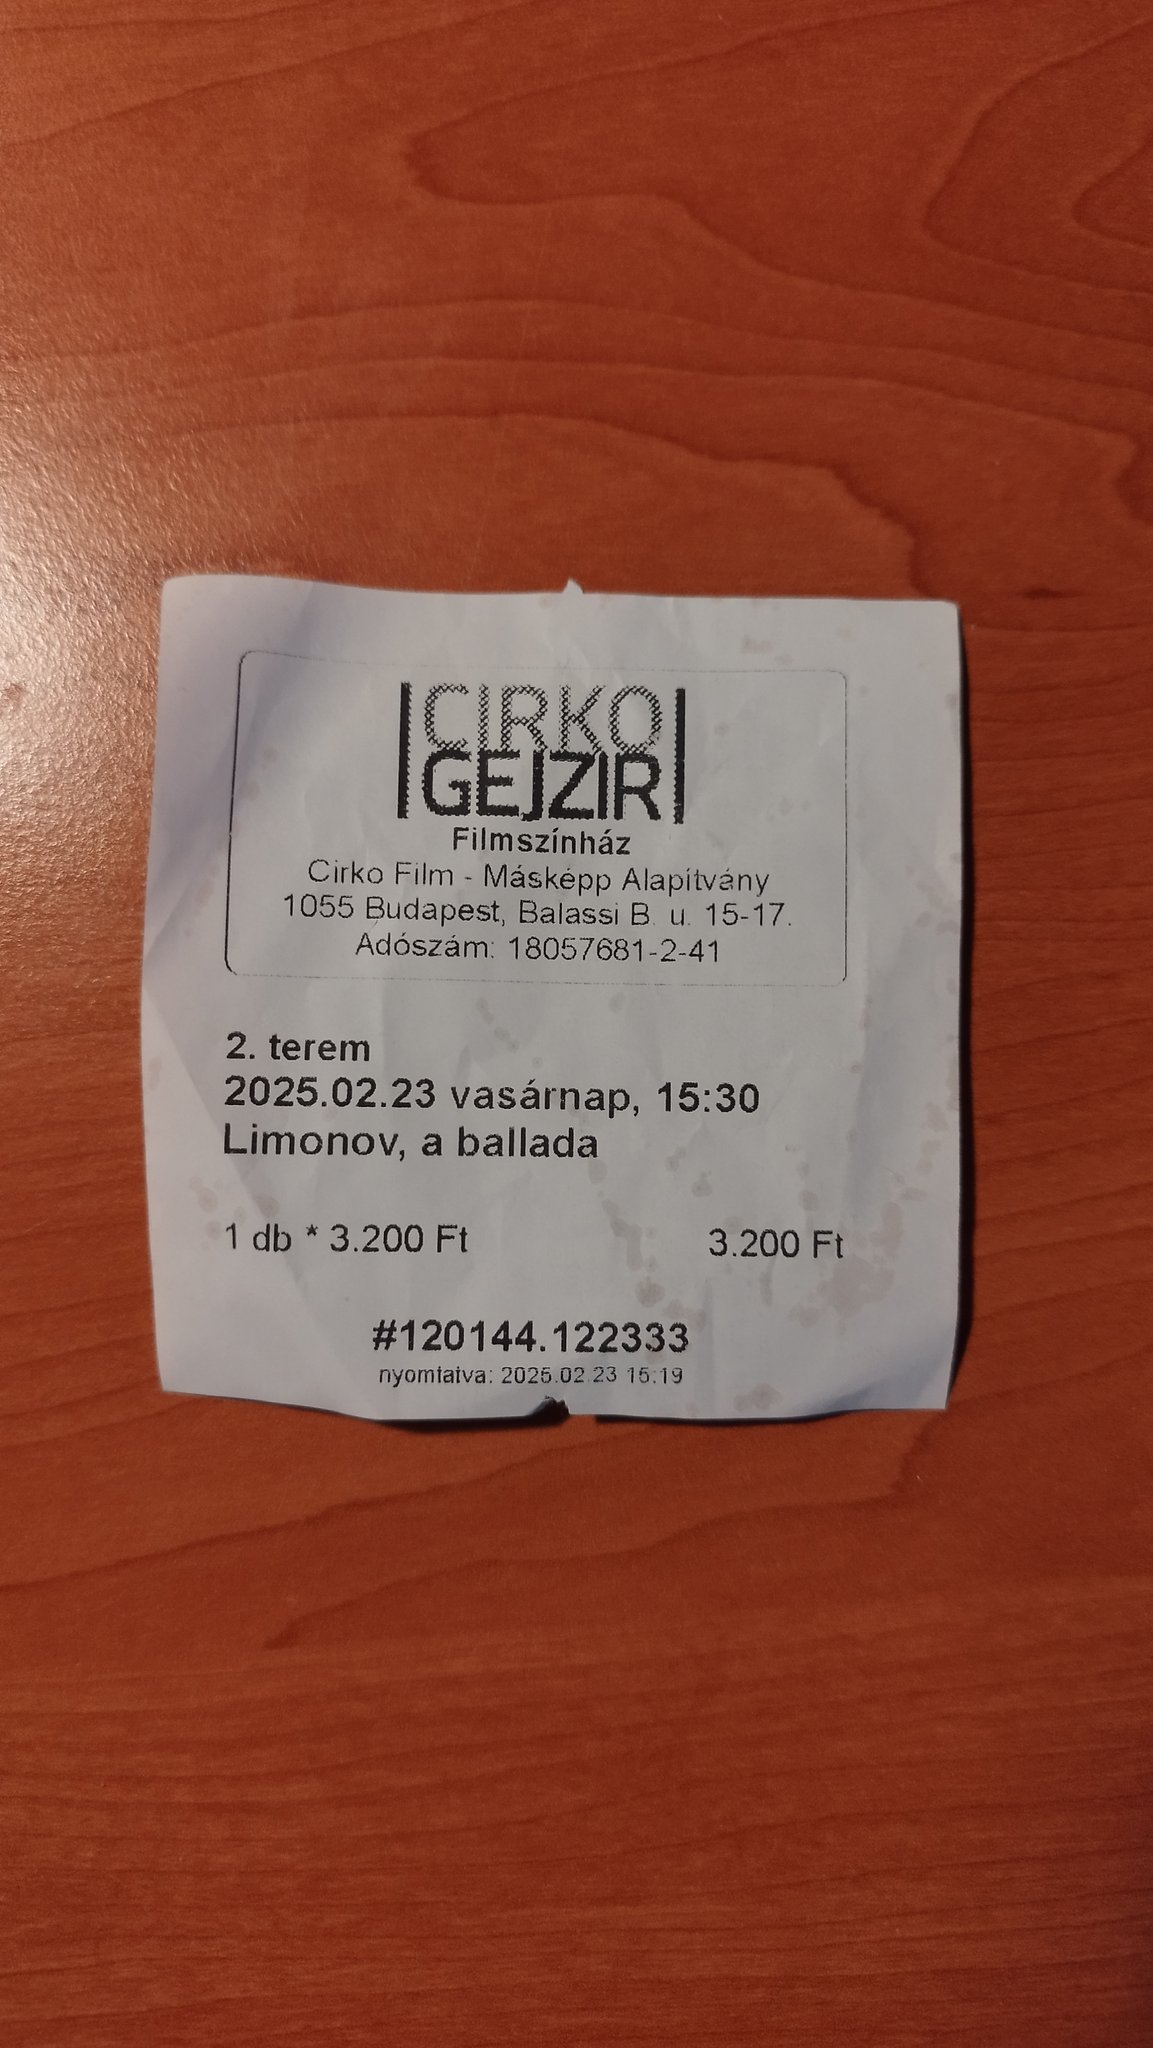 CIRKO
GEJZIR
Filmszínház
Cirko Film - Másképp Alapítvány
1055 Budapest, Balassi B. u. 15-17.
Adószám: 18057681-2-41
2. terem
2025.02.23 vasárnap, 15:30
Limonov, a ballada
1 db * 3.200 Ft 3.200 Ft
#120144.122333
nyomtatva: 2025.02.23 15:19